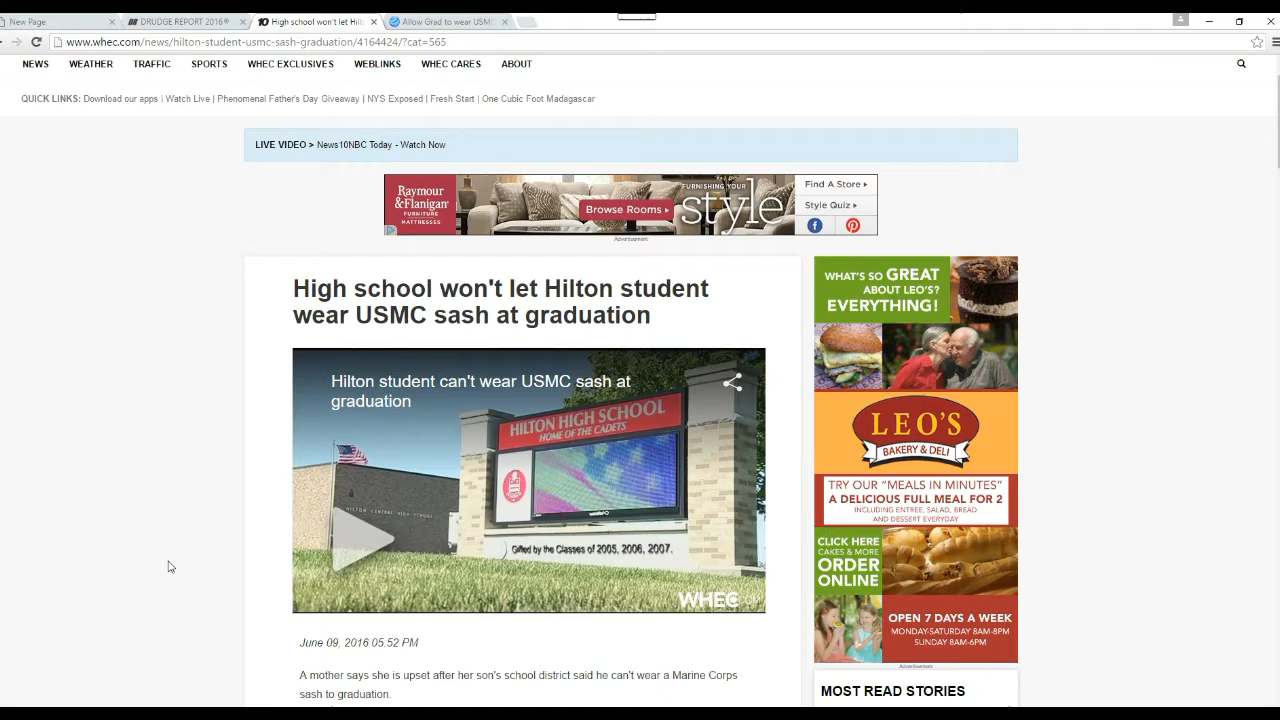 New Page
DRUDGE REPORT 2016®
High school won't let Hilt
Allow Grad to wear USMC
www.whec.com/news/hilton-student-usmc-sash-graduation/4164424/?cat=565
NEWS WEATHER TRAFFIC SPORTS WHEC EXCLUSIVES WEBLINKS WHEC CARES ABOUT
QUICK LINKS: Download our apps | Watch Live | Phenomenal Father's Day Giveaway | NYS Exposed | Fresh Start | One Cubic Foot Madagascar
LIVE VIDEO > News10NBC Today - Watch Now
Raymour
& Flanigan
FURNITURE
MATTRESSES
Browse Rooms
FURNISHING YOUR
style
Find A Store
Style Quiz
Advertisement
High school won't let Hilton student
wear USMC sash at graduation
Hilton student can't wear USMC sash at
graduation
HILTON HIGH SCHOOL
HOME OF THE CADETS
HILTON CENTRAL HIGH SCHOOL
Gifted by the Classes of 2005, 2006, 2007.
WHEC.COM
June 09, 2016 05:52 PM
A mother says she is upset after her son's school district said he can't wear a Marine Corps
sash to graduation.
WHAT'S SO GREAT
ABOUT LEO'S?
EVERYTHING!
LEO'S
BAKERY & DELI
TRY OUR "MEALS IN MINUTES"
A DELICIOUS FULL MEAL FOR 2
INCLUDING ENTREE, SALAD, BREAD
AND DESSERT EVERYDAY
CLICK HERE
CAKES & MORE
ORDER
ONLINE
OPEN 7 DAYS A WEEK
MONDAY-SATURDAY 8AM-8PM
SUNDAY 8AM-6PM
Advertisement
MOST READ STORIES